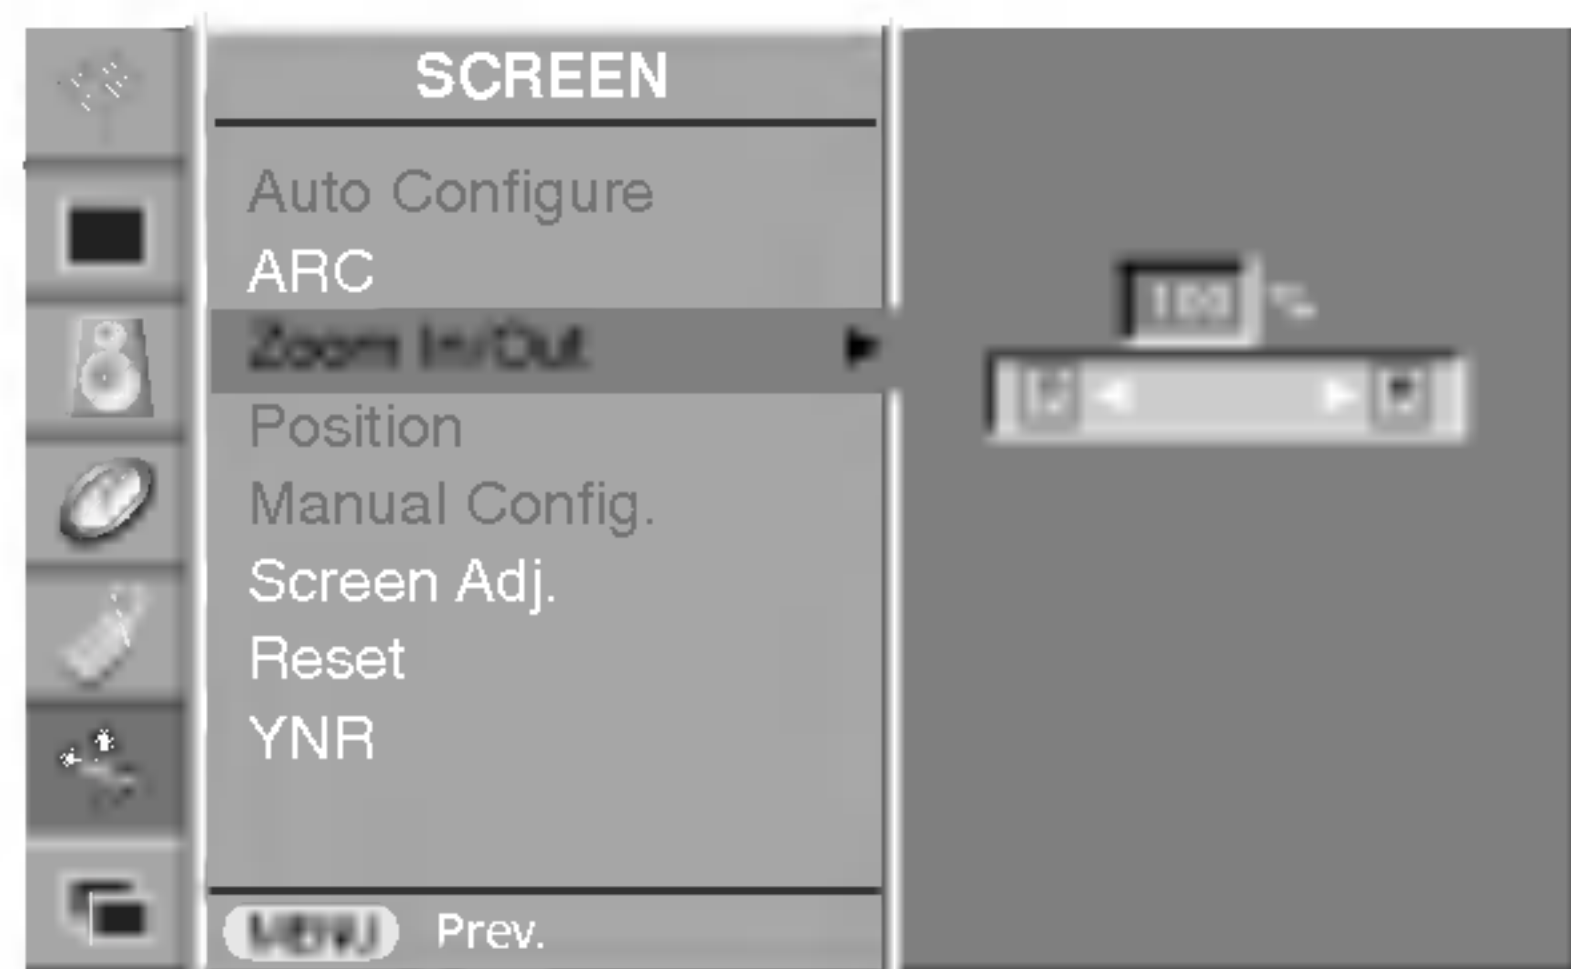 SCREEN
Auto Configure
ARC
Zoom In/Out
100 %
Position
Manual Config.
Screen Adj.
Reset
YNR
MENU Prev.